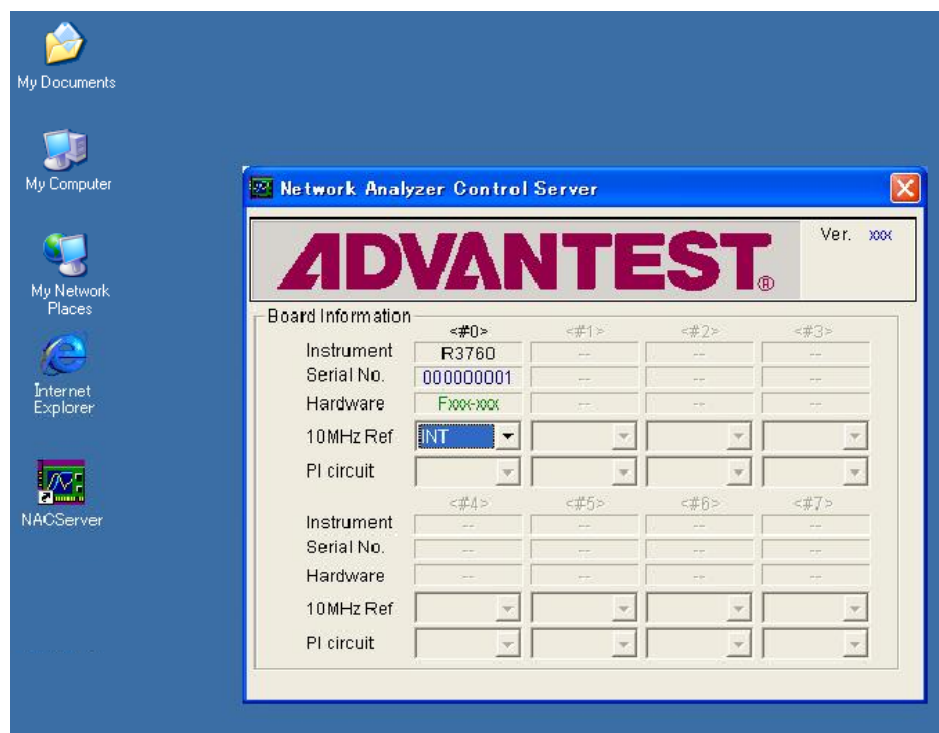 My Documents
My Computer
My Network
Places
Internet
Explorer
NACServer
Network Analyzer Control Server
ADVANTEST®
Ver. xxx
Board Information
<#0> <#1> <#2> <#3>
Instrument R3760 -- -- --
Serial No. 000000001 -- -- --
Hardware Fxxx-xxx -- -- --
10MHz Ref INT
PI circuit
<#4> <#5> <#6> <#7>
Instrument -- -- -- --
Serial No. -- -- -- --
Hardware -- -- -- --
10MHz Ref
PI circuit